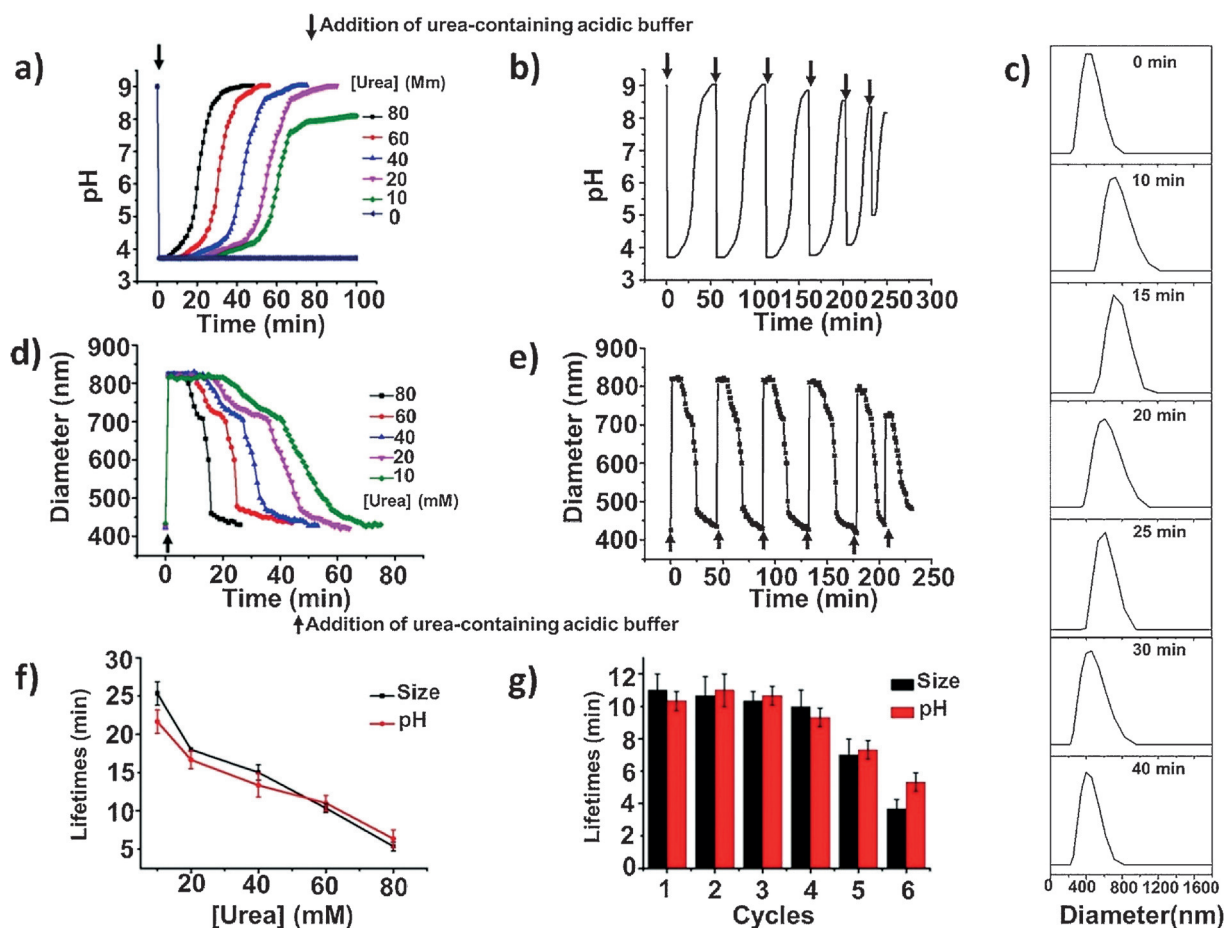 ↓Addition of urea-containing acidic buffer
a)
[Urea] (Mm)
80
60
40
20
10
0
pH
9
8
7
6
5
4
3
0 20 40 60 80 100
Time (min)
b)
pH
9
8
7
6
5
4
3
0 50 100 150 200 250 300
Time (min)
c)
0 min
10 min
15 min
20 min
25 min
30 min
40 min
0 400 800 1200 1600
Diameter(nm)
d)
Diameter (nm)
900
800
700
600
500
400
80
60
40
20
10
[Urea] (mM)
0 20 40 60 80
Time (min)
e)
Diameter (nm)
900
800
700
600
500
400
0 50 100 150 200 250
Time (min)
↑Addition of urea-containing acidic buffer
f)
Lifetimes (min)
30
25
20
15
10
5
Size
pH
20 40 60 80
[Urea] (mM)
g)
Lifetimes (min)
12
10
8
6
4
2
0
Size
pH
1 2 3 4 5 6
Cycles